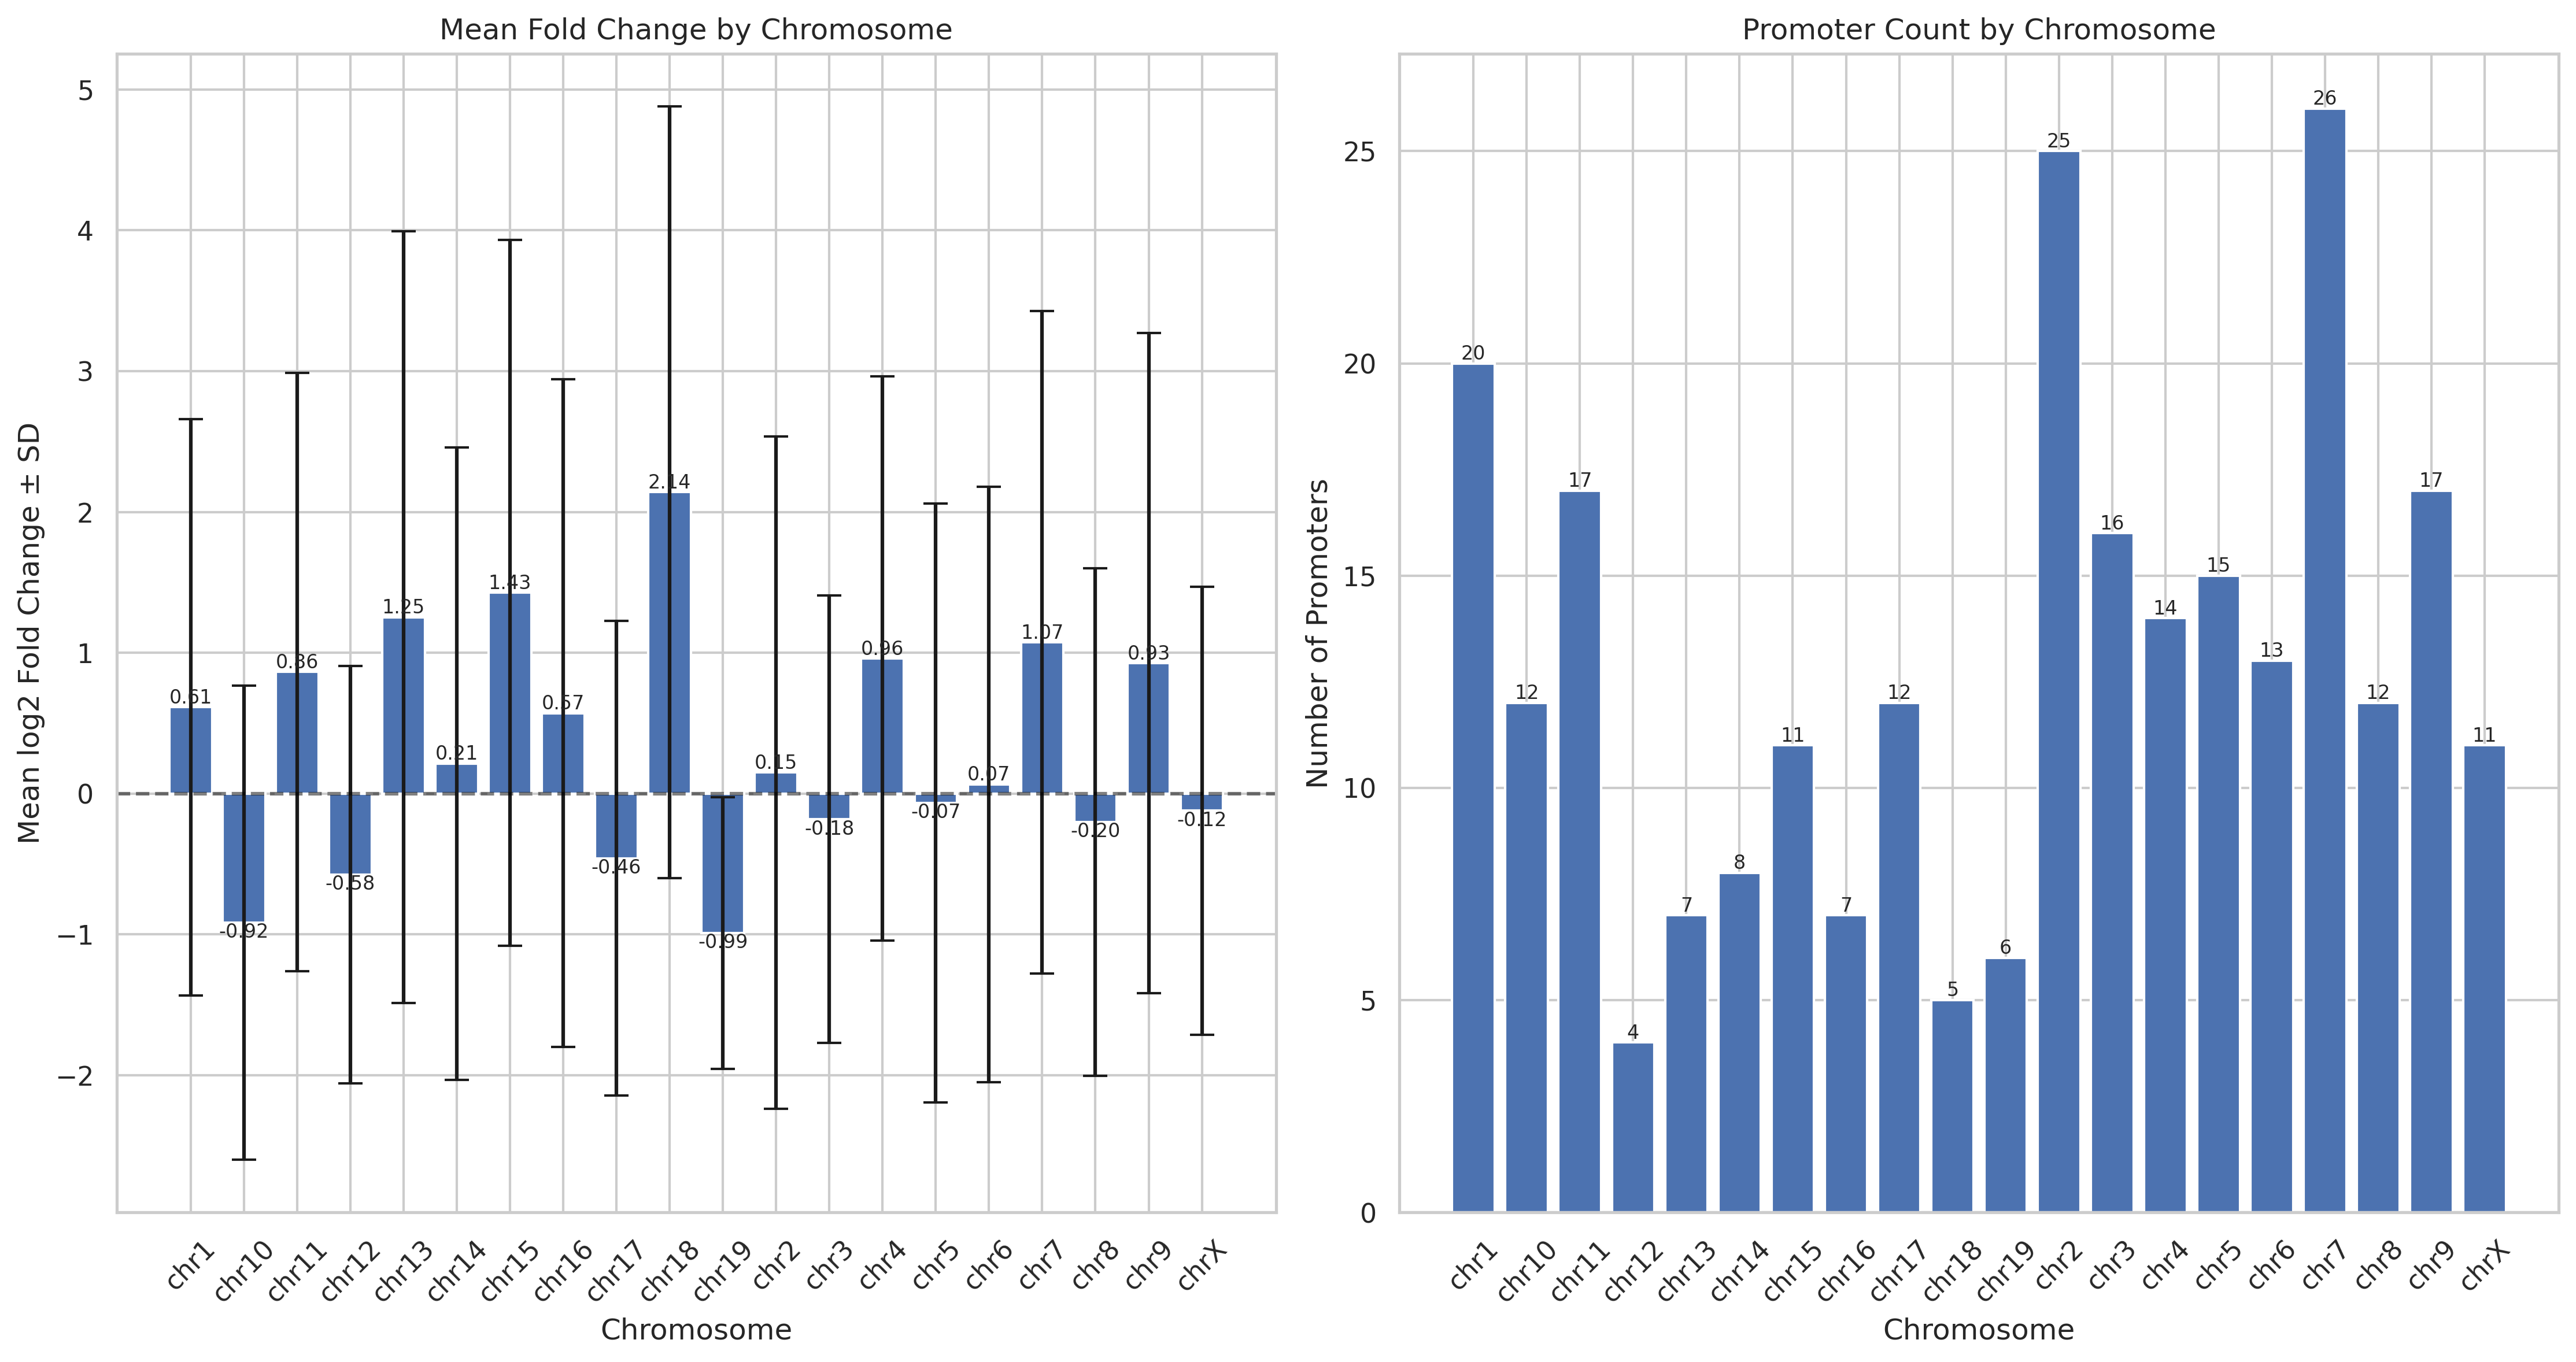 Mean Fold Change by Chromosome
Mean log2 Fold Change ± SD
5
4
3
2
1
0
−1
−2
0.61
-0.92
0.86
-0.58
1.25
0.21
1.43
0.57
-0.46
2.14
-0.99
0.15
-0.18
0.96
-0.07
0.07
1.07
-0.20
0.93
-0.12
chr1
chr10
chr11
chr12
chr13
chr14
chr15
chr16
chr17
chr18
chr19
chr2
chr3
chr4
chr5
chr6
chr7
chr8
chr9
chrX
Chromosome
Promoter Count by Chromosome
Number of Promoters
25
20
15
10
5
0
20
12
17
4
7
8
11
7
12
5
6
25
16
14
15
13
26
12
17
11
chr1
chr10
chr11
chr12
chr13
chr14
chr15
chr16
chr17
chr18
chr19
chr2
chr3
chr4
chr5
chr6
chr7
chr8
chr9
chrX
Chromosome